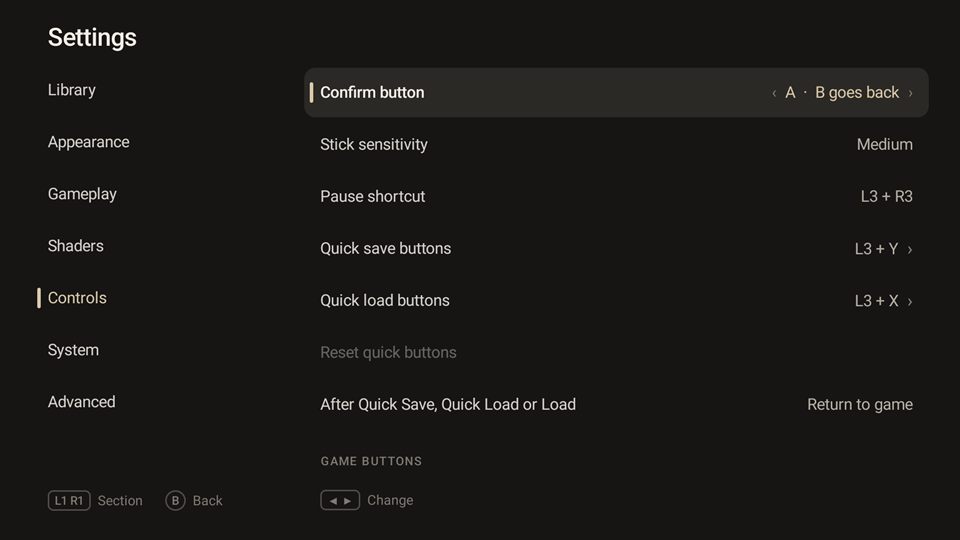 Settings
Library
Appearance
Gameplay
Shaders
Controls
System
Advanced
Confirm button ‹ A · B goes back ›
Stick sensitivity Medium
Pause shortcut L3 + R3
Quick save buttons L3 + Y ›
Quick load buttons L3 + X ›
Reset quick buttons
After Quick Save, Quick Load or Load Return to game
GAME BUTTONS
L1 R1 Section B Back ◄ ► Change